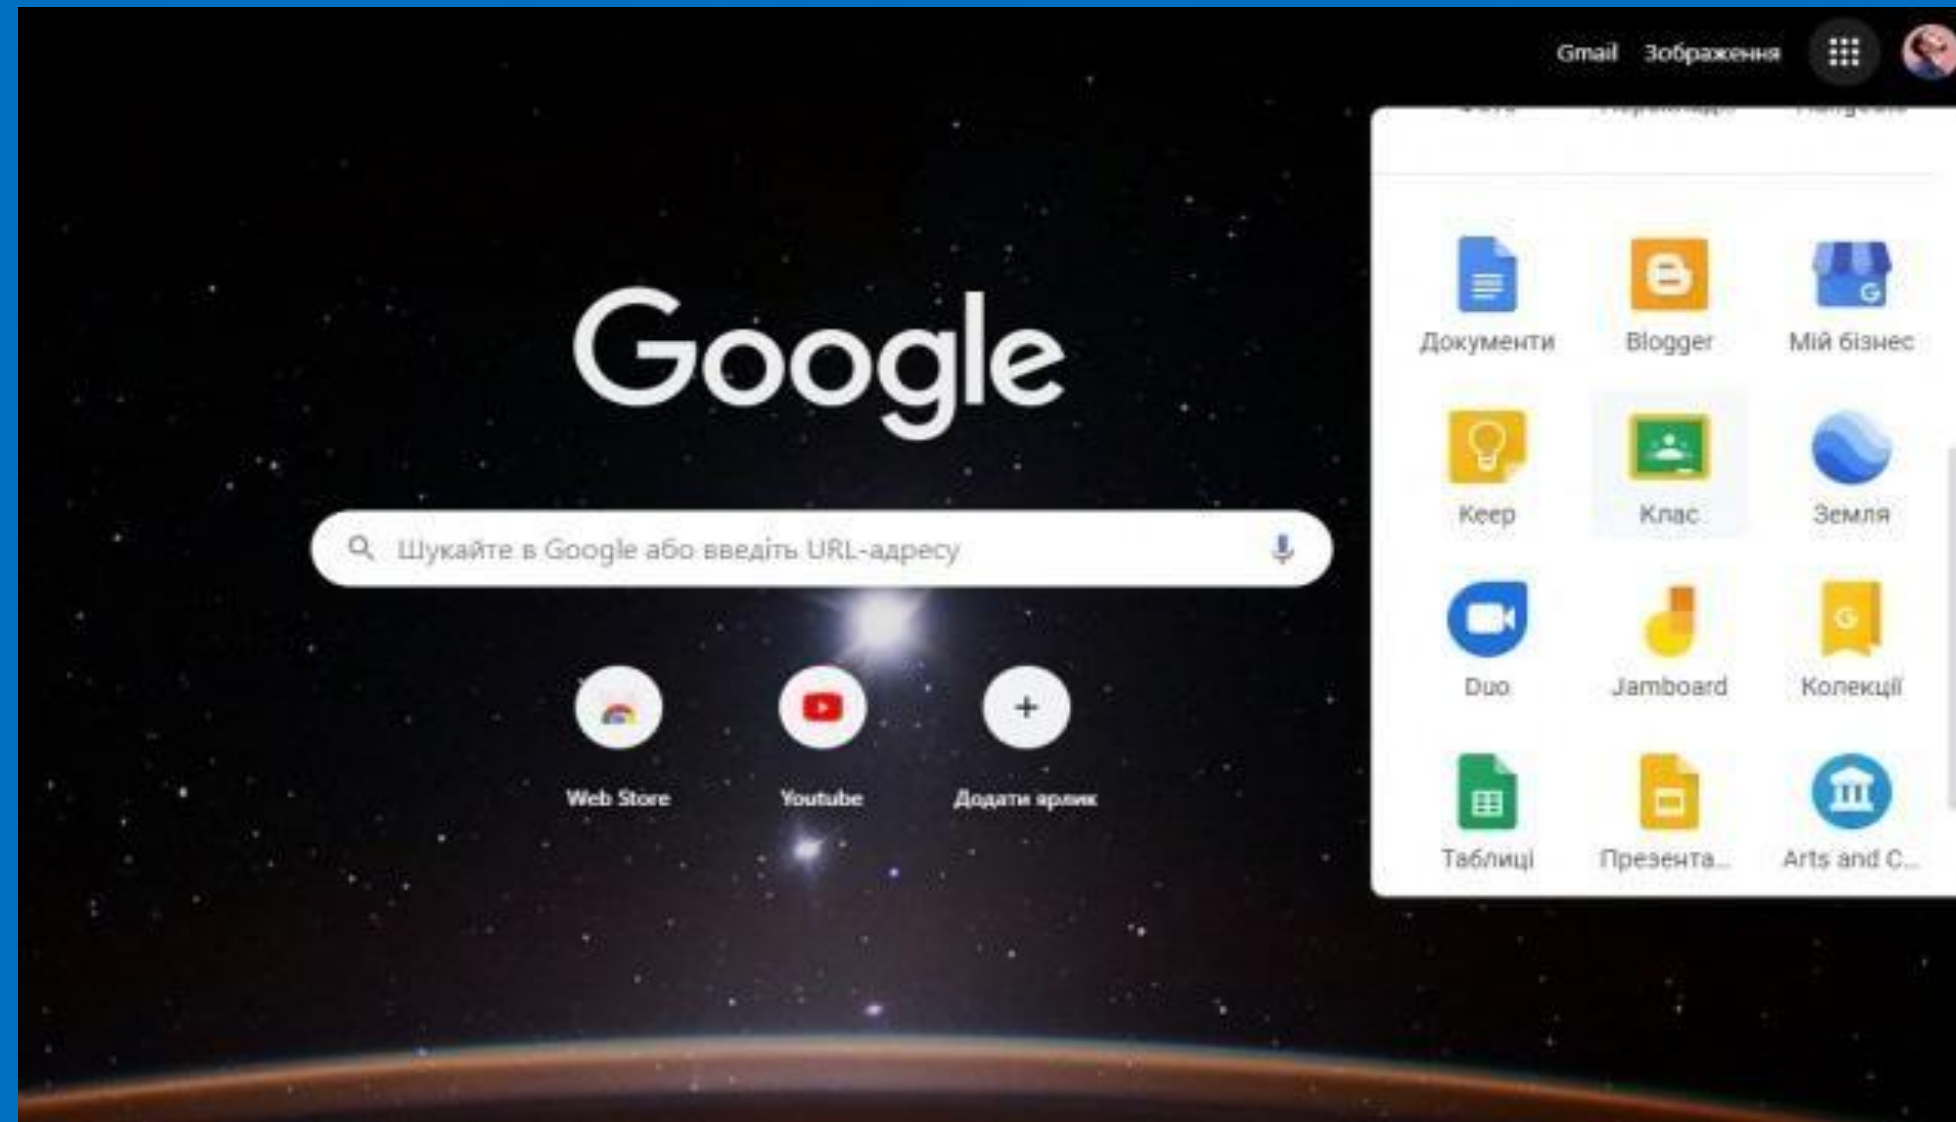 Gmail Зображення
Google
Шукайте в Google або введіть URL-адресу
Web Store Youtube Додати ярлик
Документи Blogger Мій бізнес
G
Keep Клас Земля
G
Duo Jamboard Колекції
Таблиці Презента... Arts and C...